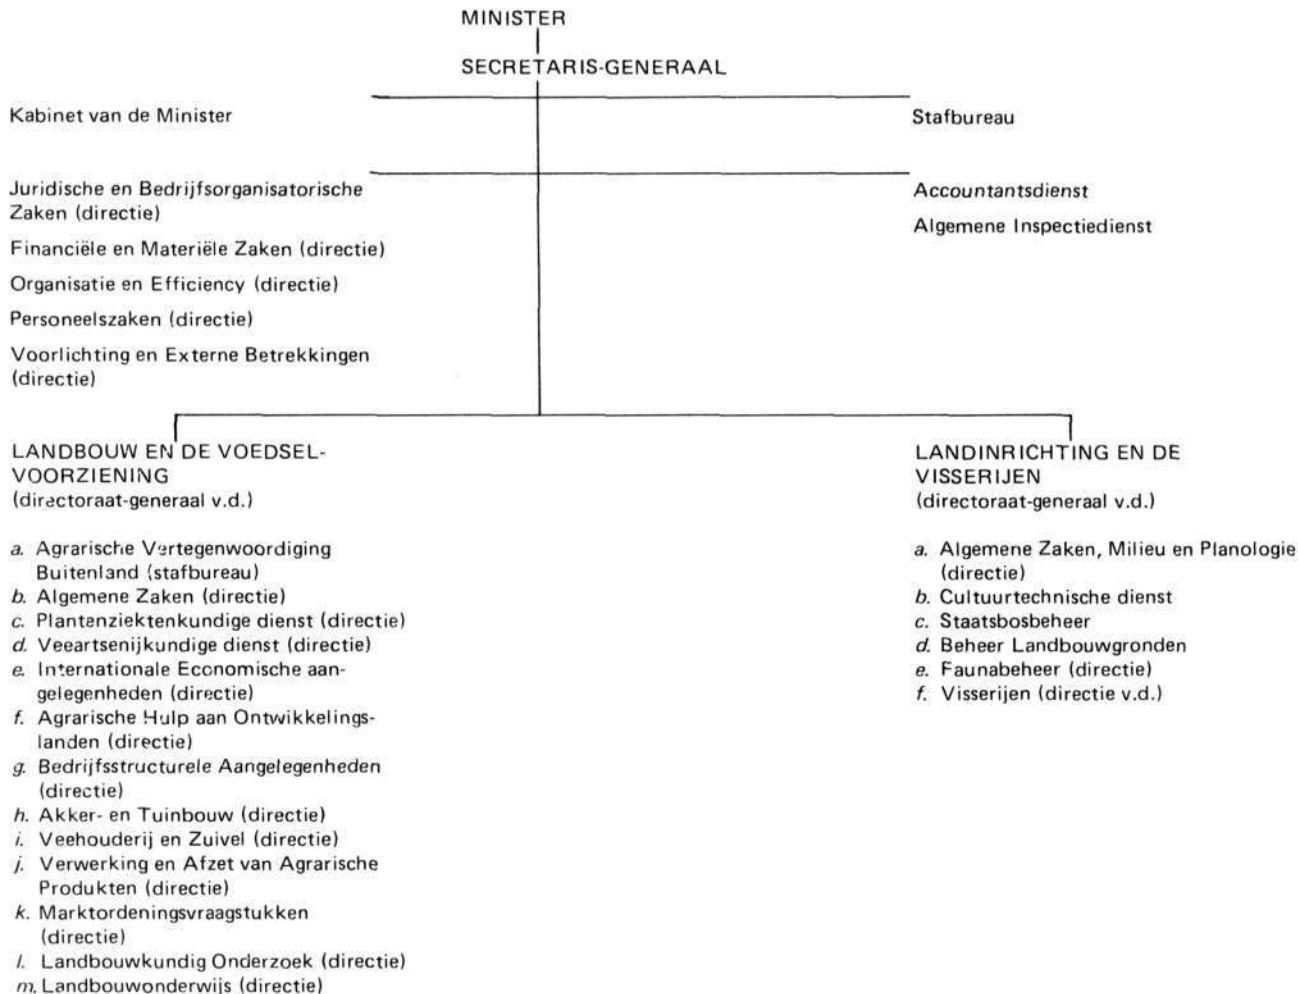 MINISTER
SECRETARIS-GENERAAL
Kabinet van de Minister
Stafbureau
Juridische en Bedrijfsorganisatorische
Zaken (directie)
Financiële en Materiële Zaken (directie)
Organisatie en Efficiency (directie)
Personeelszaken (directie)
Voorlichting en Externe Betrekkingen
(directie)
Accountantsdienst
Algemene Inspectiedienst
LANDBOUW EN DE VOEDSEL-
VOORZIENING
(directoraat-generaal v.d.)
a. Agrarische Vertegenwoordiging
Buitenland (stafbureau)
b. Algemene Zaken (directie)
c. Plantenziektenkundige dienst (directie)
d. Veeartsenijkundige dienst (directie)
e. Internationale Economische aan-
gelegenheden (directie)
f. Agrarische Hulp aan Ontwikkelings-
landen (directie)
g. Bedrijfsstructurele Aangelegenheden
(directie)
h. Akker- en Tuinbouw (directie)
i. Veehouderij en Zuivel (directie)
j. Verwerking en Afzet van Agrarische
Produkten (directie)
k. Marktordeningsvraagstukken
(directie)
l. Landbouwkundig Onderzoek (directie)
m. Landbouwonderwijs (directie)
LANDINRICHTING EN DE
VISSERIJEN
(directoraat-generaal v.d.)
a. Algemene Zaken, Milieu en Planologie
(directie)
b. Cultuurtechnische dienst
c. Staatsbosbeheer
d. Beheer Landbouwgronden
e. Faunabeheer (directie)
f. Visserijen (directie v.d.)